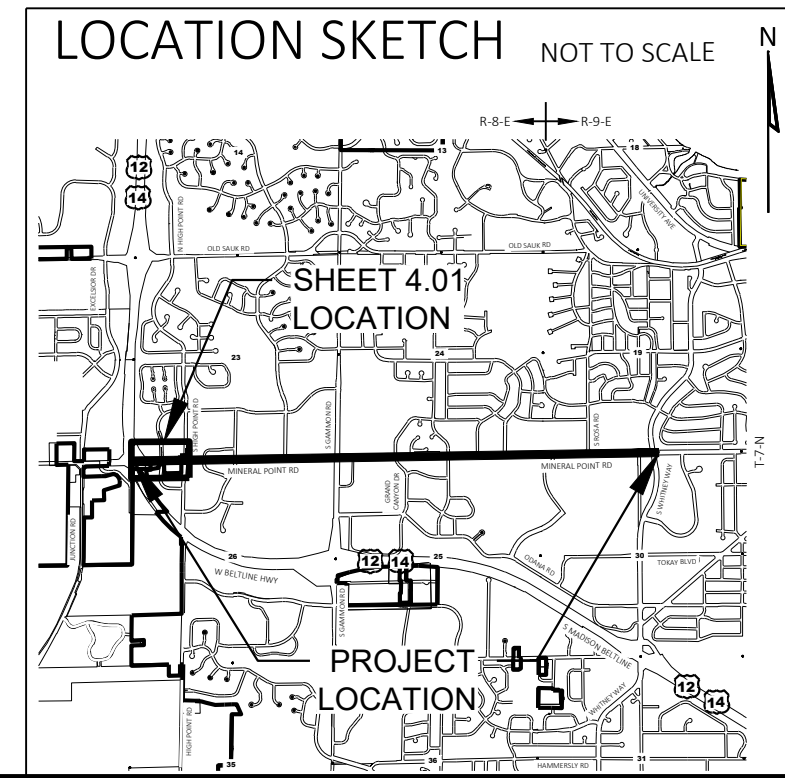 LOCATION SKETCH
NOT TO SCALE
N
R-8-E
R-9-E
14
13
18
12
14
N HIGH POINT RD
UNIVERSITY AVE
OLD SAUK RD
OLD SAUK RD
EXCELSIOR DR
SHEET 4.01
LOCATION
23
24
19
S HIGH POINT RD
S GAMMON RD
S ROSA RD
T-7-N
MINERAL POINT RD
MINERAL POINT RD
GRAND
CANYON DR
S WHITNEY WAY
JUNCTION RD
26
W BELTLINE HWY
12
14
25
ODANA RD
30
TOKAY BLVD
S GAMMON RD
S MADISON BELTLINE
PROJECT
LOCATION
12
14
WHITNEY WAY
HIGH POINT RD
35
36
31
HAMMERSLY RD